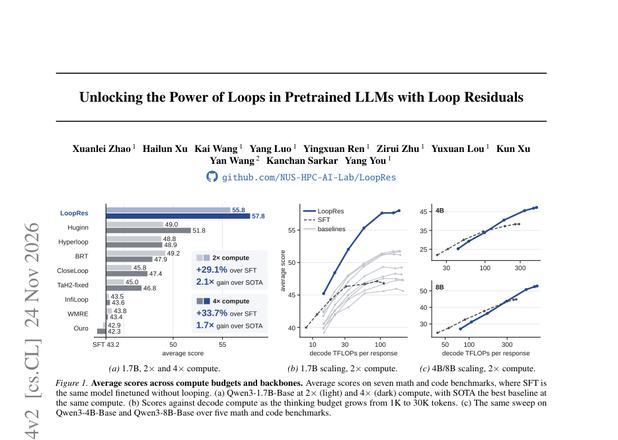 Unlocking the Power of Loops in Pretrained LLMs with Loop Residuals
Xuanlei Zhao 1 Hailun Xu Kai Wang 1 Yang Luo 1 Yingxuan Ren 1 Zirui Zhu 1 Yuxuan Lou 1 Kun Xu
Yan Wang 2 Kanchan Sarkar Yang You 1
github.com/NUS-HPC-AI-Lab/LoopRes
4v2 [cs.CL] 24 Nov 2026
LoopRes 55.8 57.8
Huginn 49.0 51.8
Hyperloop 48.8 48.9
BRT 49.2 47.9
CloseLoop 45.8 47.4
TaH2-fixed 45.0 46.8
InfiLoop 43.5 43.6
WMRE 43.8 43.4
Ouro 42.9 42.3
2× compute
+29.1% over SFT
2.1× gain over SOTA
4× compute
+33.7% over SFT
1.7× gain over SOTA
SFT 43.2 50 55
average score
(a) 1.7B, 2× and 4× compute.
LoopRes
SFT
baselines
average score
55
50
45
40
10 30 100
decode TFLOPs per response
(b) 1.7B scaling, 2× compute.
4B
45
35
25
30 100 300
8B
50
40
30
50 100 300
decode TFLOPs per response
(c) 4B/8B scaling, 2× compute.
Figure 1. Average scores across compute budgets and backbones. Average scores on seven math and code benchmarks, where SFT is
the same model finetuned without looping. (a) Qwen3-1.7B-Base at 2× (light) and 4× (dark) compute, with SOTA the best baseline at
the same compute. (b) Scores against decode compute as the thinking budget grows from 1K to 30K tokens. (c) The same sweep on
Qwen3-4B-Base and Qwen3-8B-Base over five math and code benchmarks.